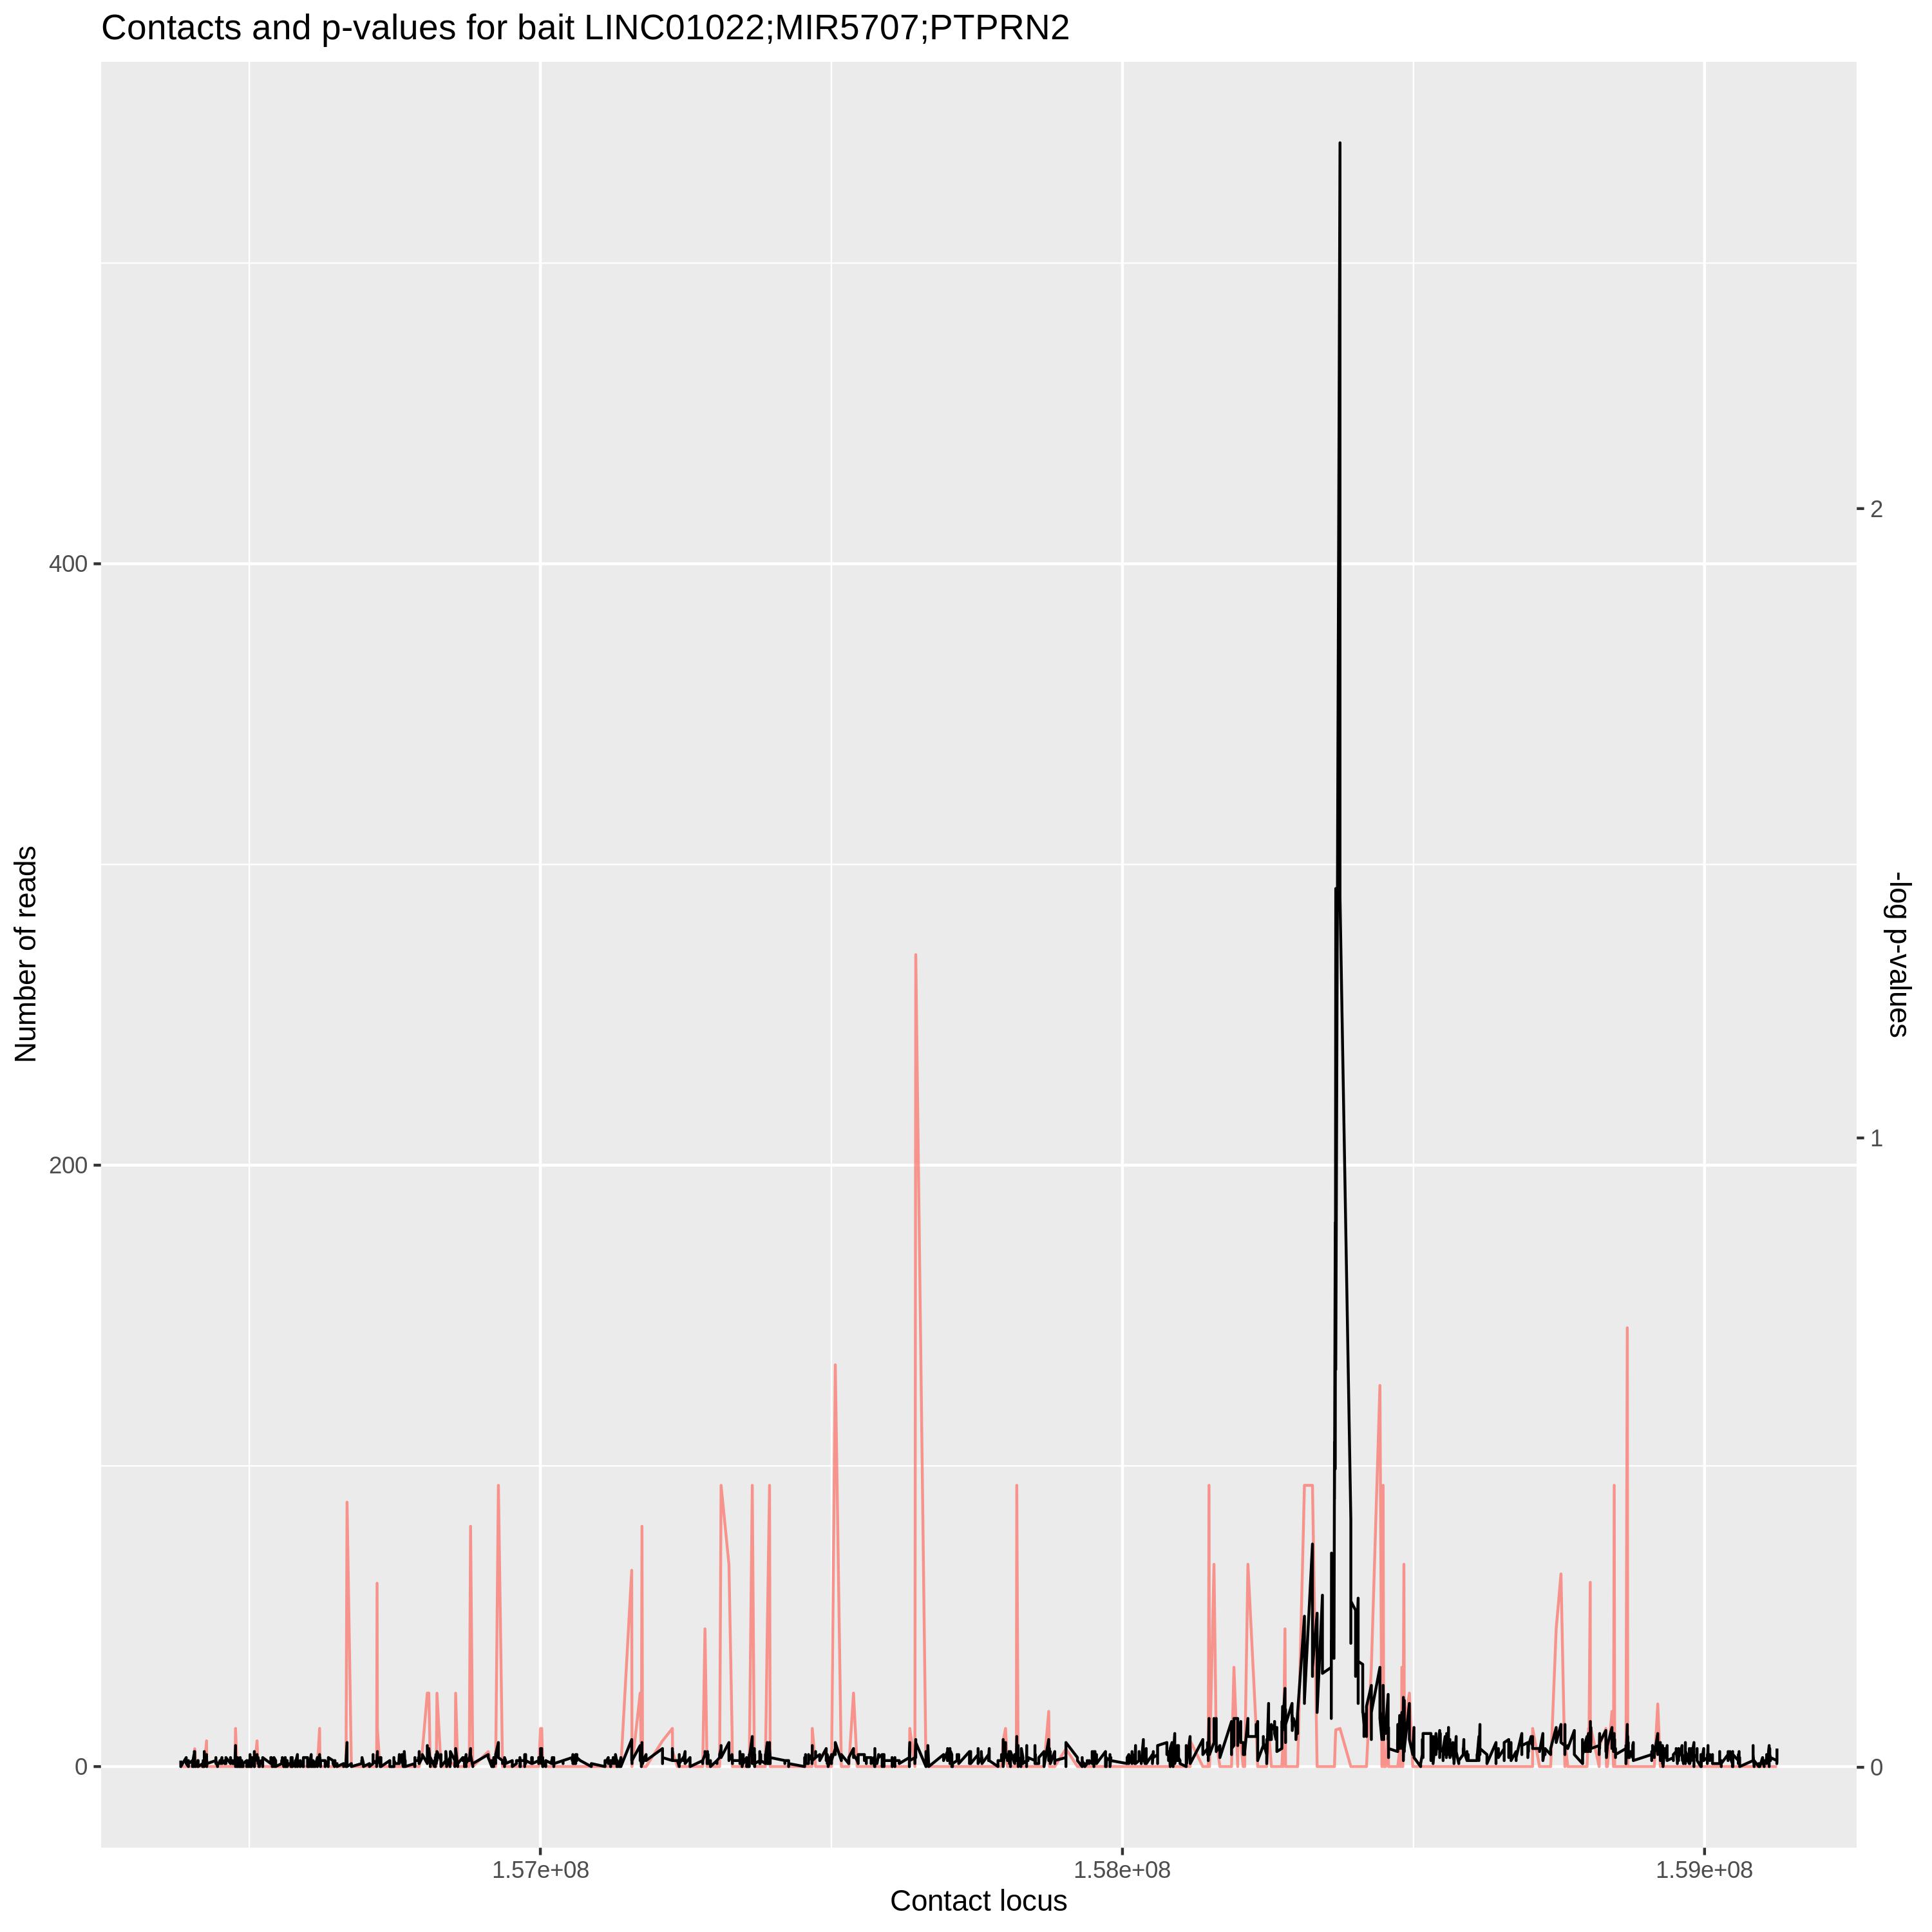 Contacts and p-values for bait LINC01022;MIR5707;PTPRN2
Number of reads
400
200
0
2
1
0
-log p-values
1.57e+08
1.58e+08
1.59e+08
Contact locus